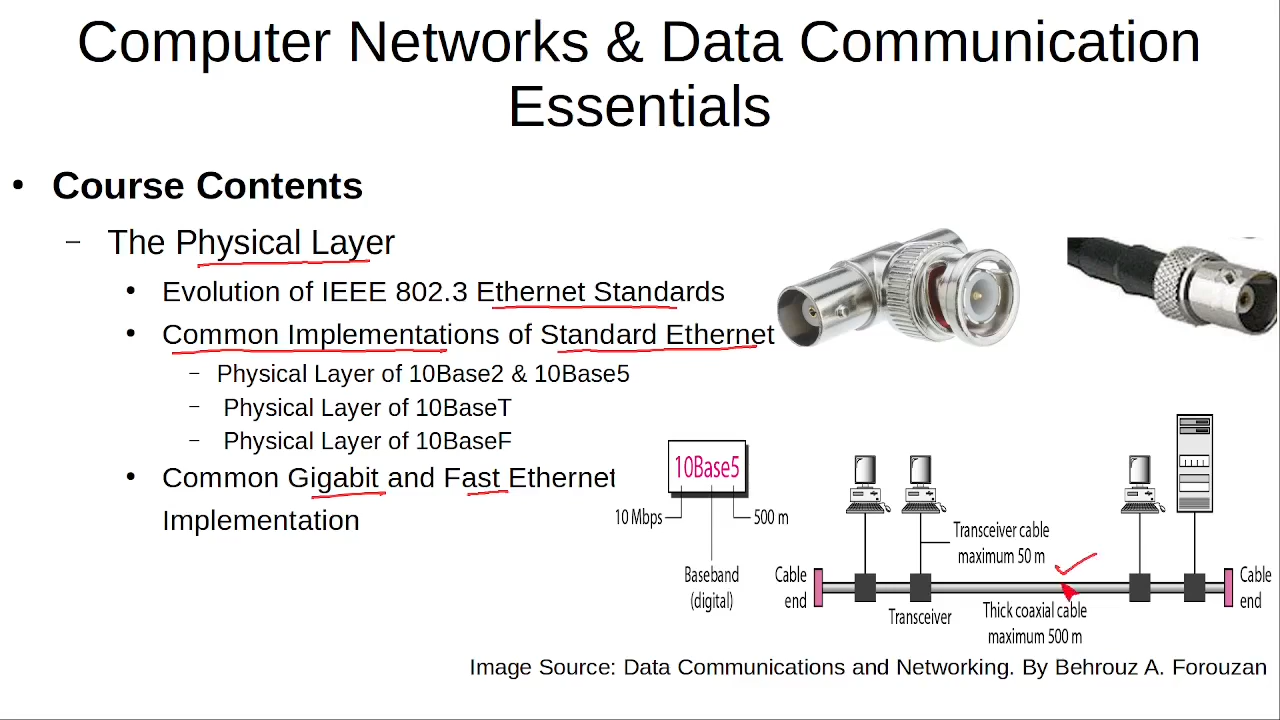 Computer Networks & Data Communication
Essentials
• Course Contents
– The Physical Layer
• Evolution of IEEE 802.3 Ethernet Standards
• Common Implementations of Standard Ethernet
– Physical Layer of 10Base2 & 10Base5
– Physical Layer of 10BaseT
– Physical Layer of 10BaseF
• Common Gigabit and Fast Ethernet
Implementation
10Base5
10 Mbps
500 m
Baseband
(digital)
Cable
end
Transceiver cable
maximum 50 m
Transceiver
Thick coaxial cable
maximum 500 m
Cable
end
Image Source: Data Communications and Networking. By Behrouz A. Forouzan